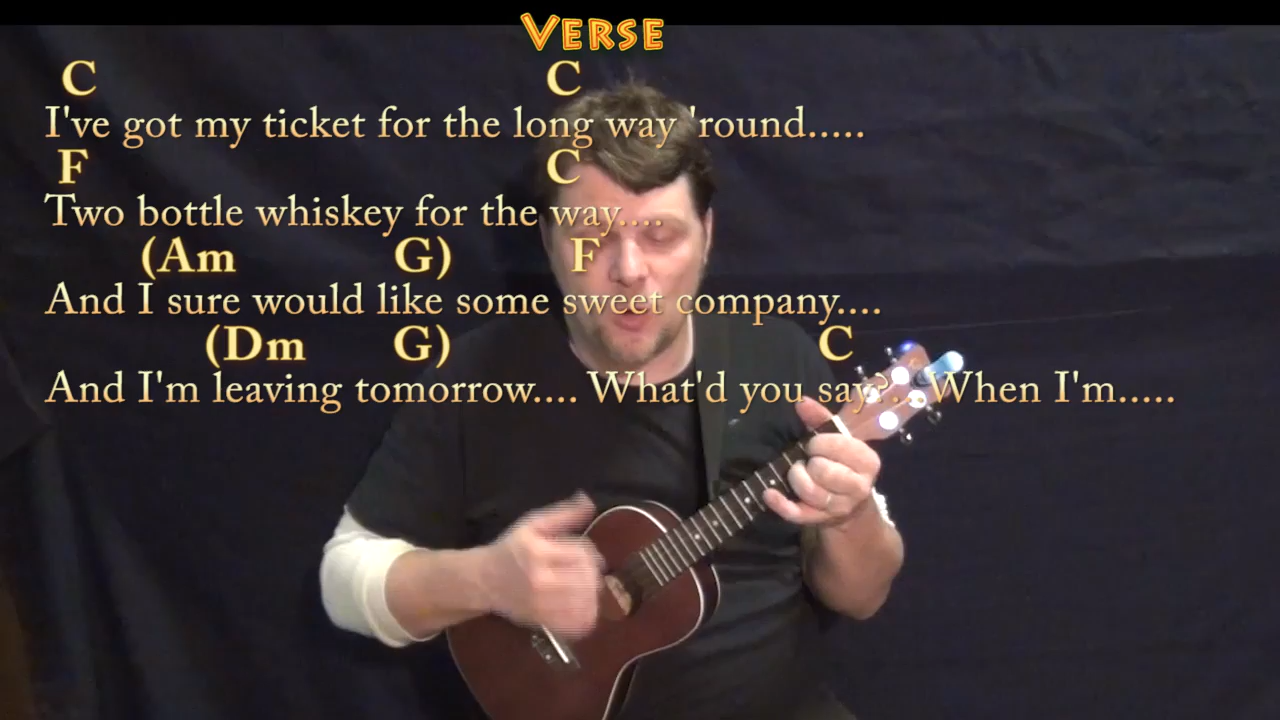 VERSE
C C
I've got my ticket for the long way 'round.....
F C
Two bottle whiskey for the way....
(Am G) F
And I sure would like some sweet company....
(Dm G) C
And I'm leaving tomorrow.... What'd you say?...When I'm.....